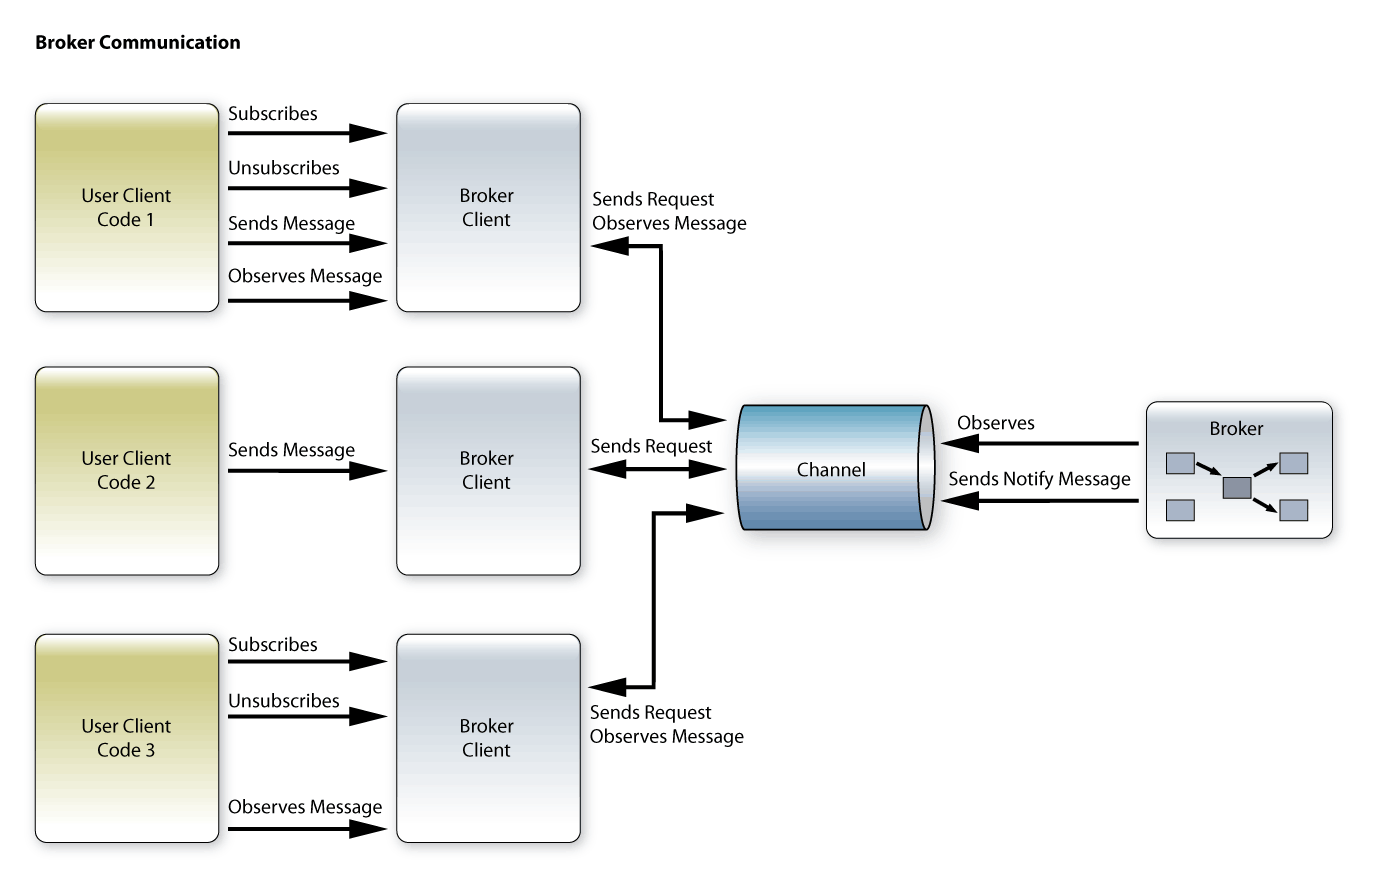 Broker Communication
Subscribes
Unsubscribes
Sends Message
Observes Message
User Client
Code 1
Broker
Client
Sends Request
Observes Message
User Client
Code 2
Sends Message
Broker
Client
Sends Request
Channel
Observes
Sends Notify Message
Broker
Subscribes
Unsubscribes
Observes Message
User Client
Code 3
Broker
Client
Sends Request
Observes Message